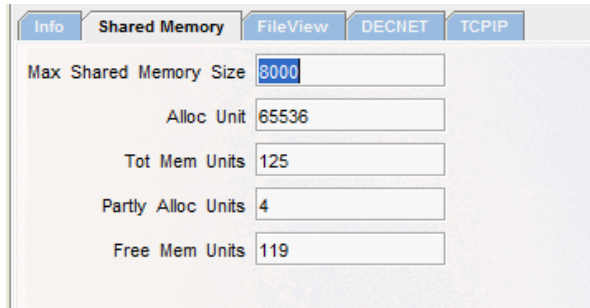 Info Shared Memory FileView DECNET TCPIP
Max Shared Memory Size 8000
Alloc Unit 65536
Tot Mem Units 125
Partly Alloc Units 4
Free Mem Units 119